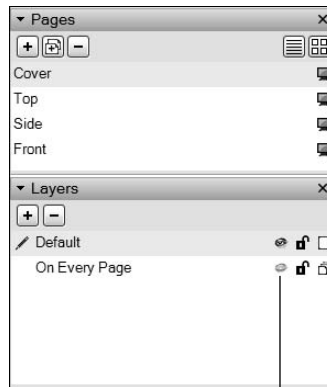 Pages
Cover
Top
Side
Front
Layers
Default
On Every Page